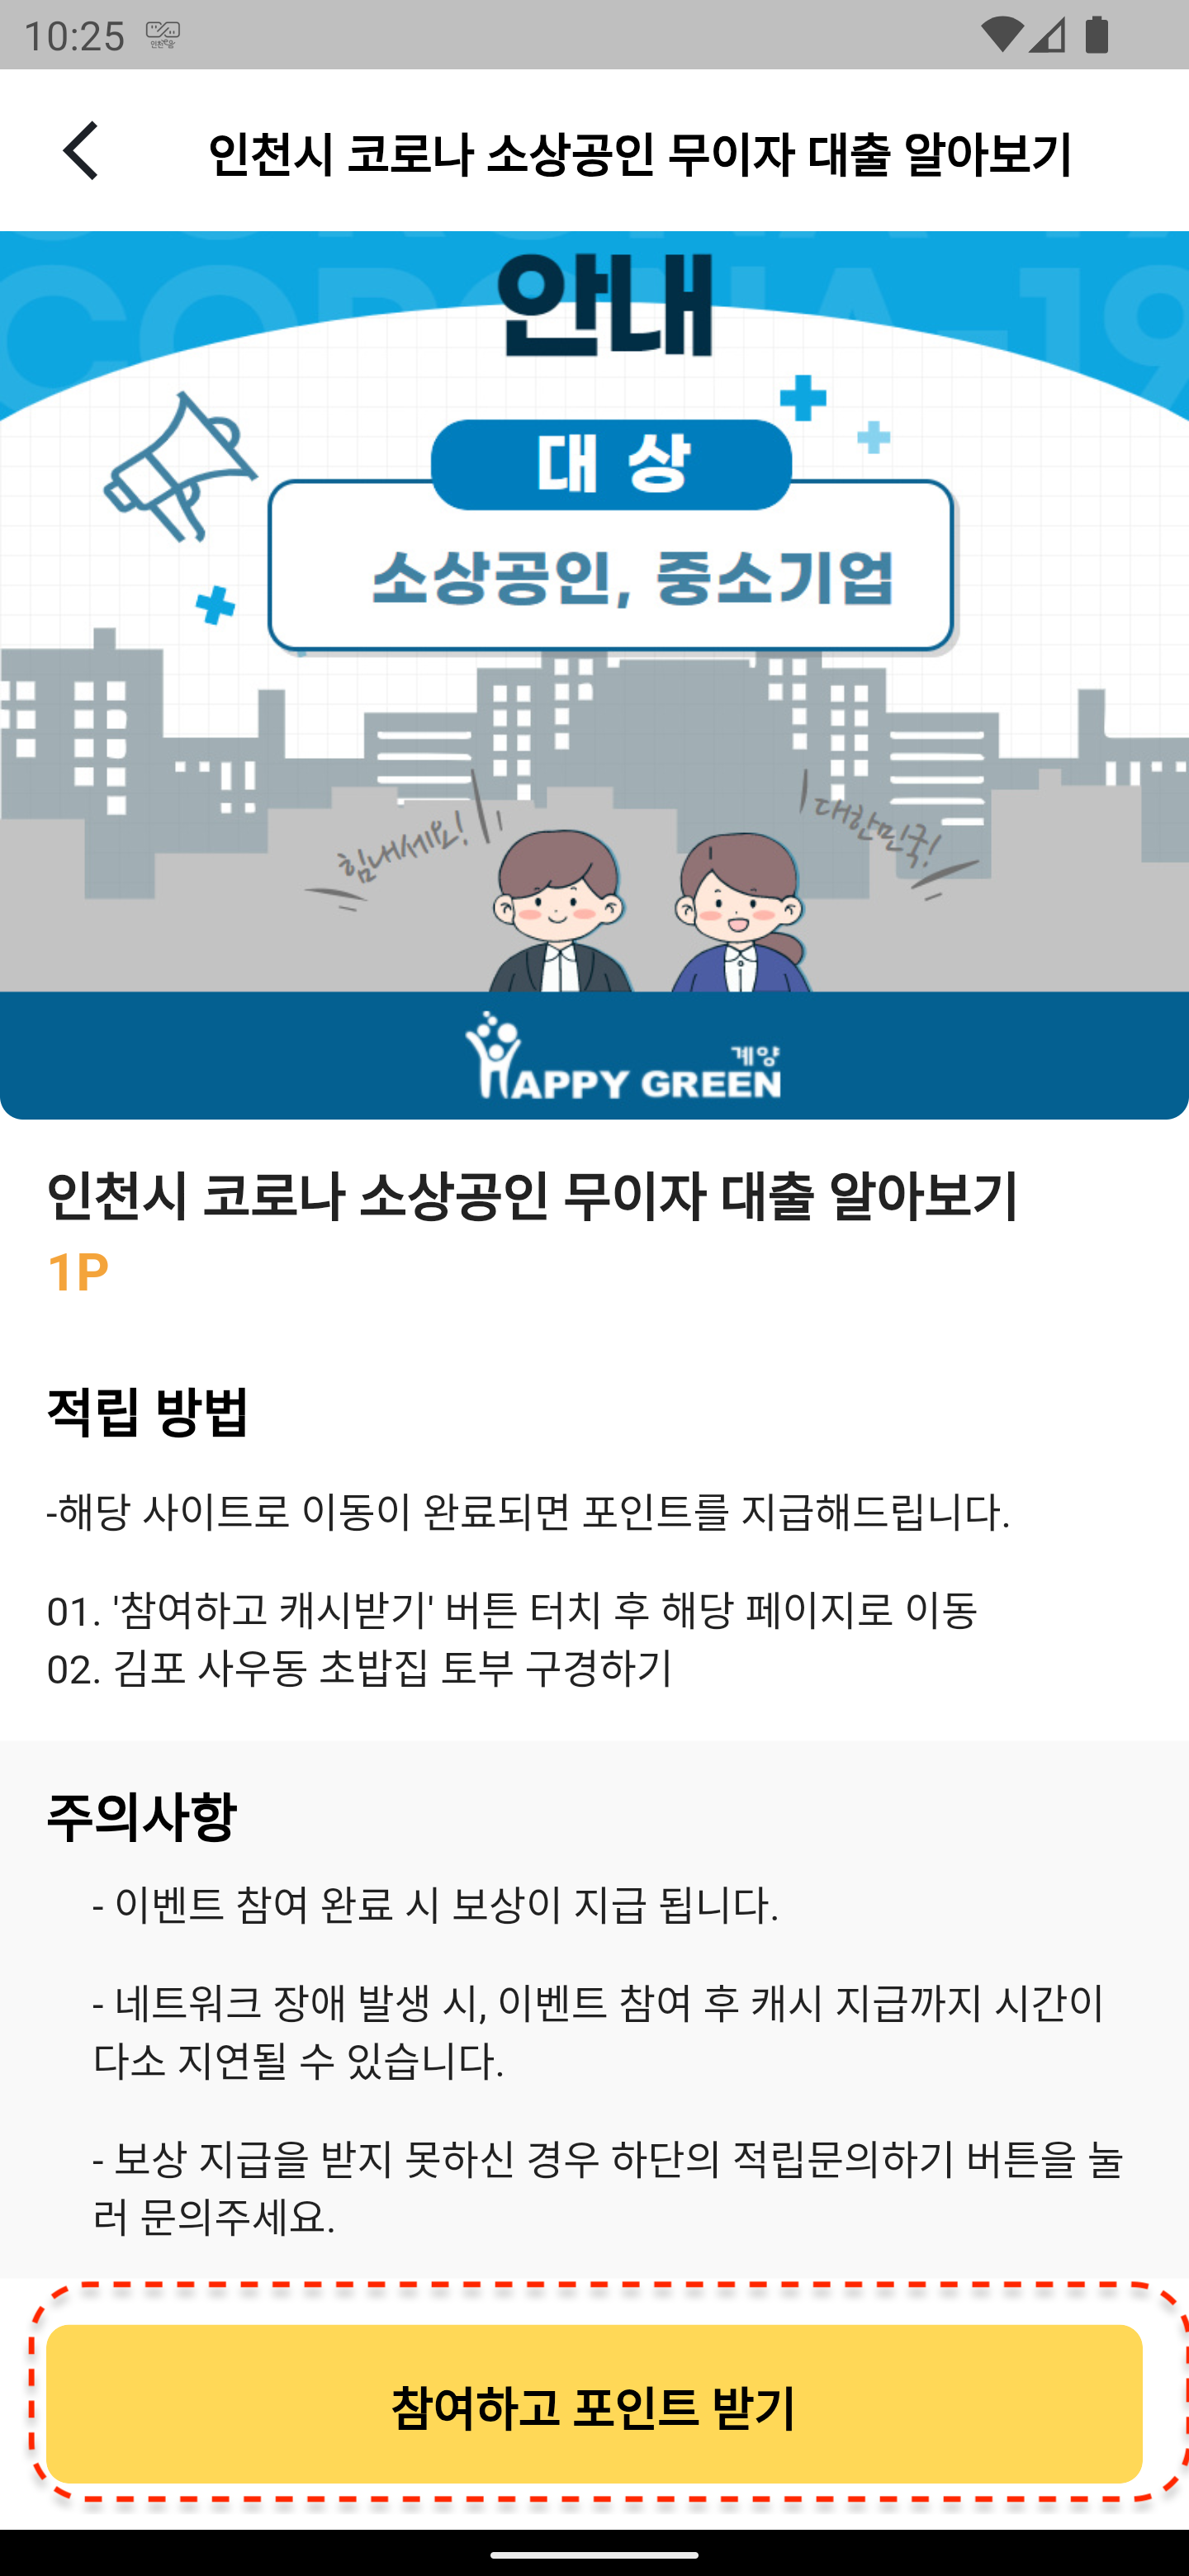 10:25
인천시 코로나 소상공인 무이자 대출 알아보기
CORONA-19
안내
대 상
소상공인, 중소기업
힘내세요!
대한민국!
계양
HAPPY GREEN
인천시 코로나 소상공인 무이자 대출 알아보기
1P
적립 방법
-해당 사이트로 이동이 완료되면 포인트를 지급해드립니다.
01. '참여하고 캐시받기' 버튼 터치 후 해당 페이지로 이동
02. 김포 사우동 초밥집 토부 구경하기
주의사항
- 이벤트 참여 완료 시 보상이 지급 됩니다.
- 네트워크 장애 발생 시, 이벤트 참여 후 캐시 지급까지 시간이
다소 지연될 수 있습니다.
- 보상 지급을 받지 못하신 경우 하단의 적립문의하기 버튼을 눌
러 문의주세요.
참여하고 포인트 받기